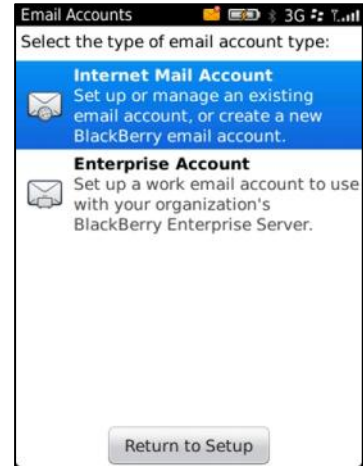 Email Accounts 3G
Select the type of email account type:
Internet Mail Account
Set up or manage an existing
email account, or create a new
BlackBerry email account.
Enterprise Account
Set up a work email account to use
with your organization's
BlackBerry Enterprise Server.
Return to Setup